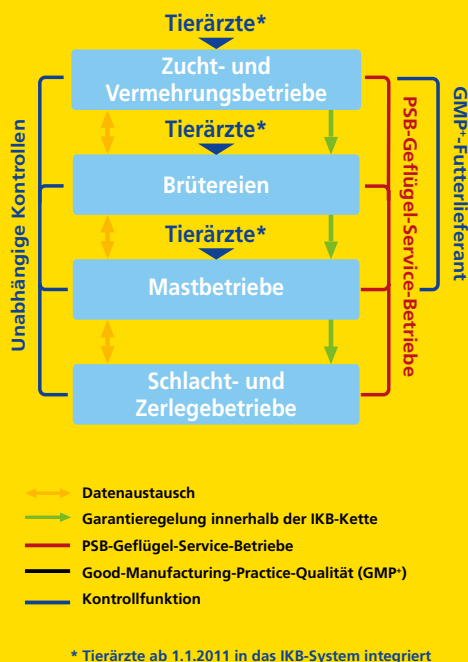 Tierärzte*
Zucht- und
Vermehrungsbetriebe
Tierärzte*
Brütereien
Tierärzte*
Mastbetriebe
Schlacht- und
Zerlegebetriebe
Unabhängige Kontrollen
PSB-Geflügel-Service-Betriebe
GMP+-Futterlieferant
Datenaustausch
Garantieregelung innerhalb der IKB-Kette
PSB-Geflügel-Service-Betriebe
Good-Manufacturing-Practice-Qualität (GMP+)
Kontrollfunktion
* Tierärzte ab 1.1.2011 in das IKB-System integriert